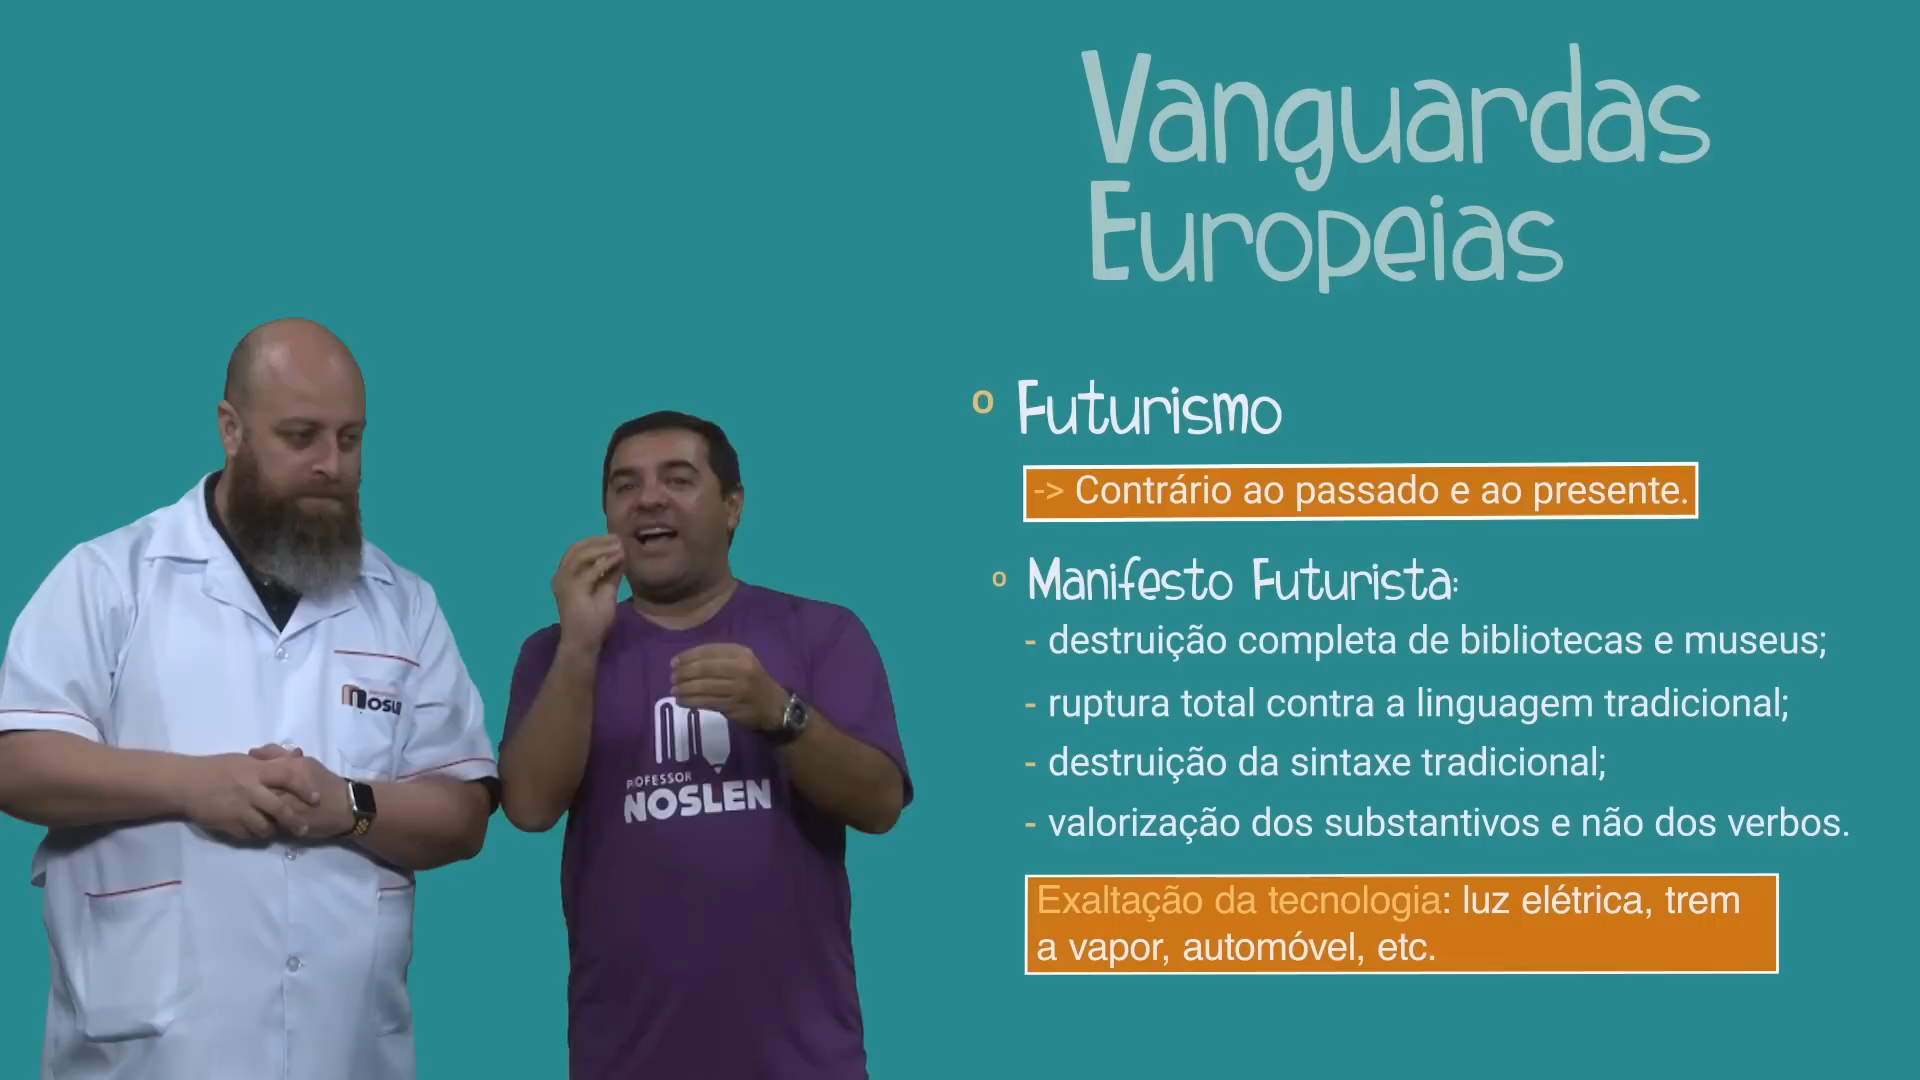 Vanguardas
Europeias
o Futurismo
-> Contrário ao passado e ao presente.
o Manifesto Futurista:
- destruição completa de bibliotecas e museus;
- ruptura total contra a linguagem tradicional;
- destruição da sintaxe tradicional;
- valorização dos substantivos e não dos verbos.
Exaltação da tecnologia: luz elétrica, trem
a vapor, automóvel, etc.
PROFESSOR
NOSLEN